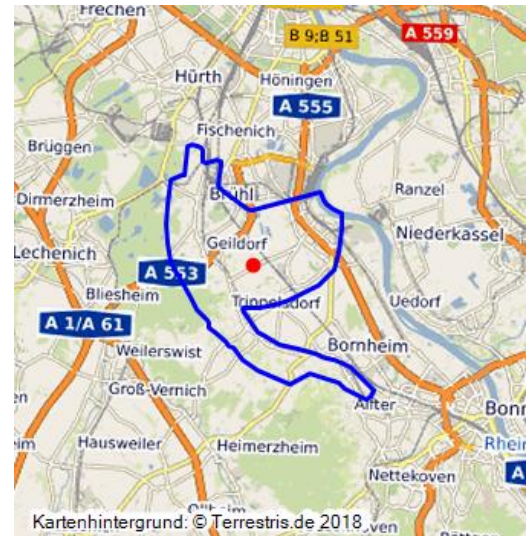 Frechen
B 9;B 51
A 559
Hürth
Höningen
A 555
Fischenich
Brüggen
Brühl
Ranzel
Dirmerzheim
Niederkassel
Lechenich
Geildorf
A 553
Bliesheim
Trippelsdorf
Uedorf
A 1/A 61
Weilerswist
Bornheim
Groß-Vernich
Alfter
Bonn
Hausweiler
Heimerzheim
Rhein
A
Nettekoven
Kartenhintergrund: © Terrestris.de 2018